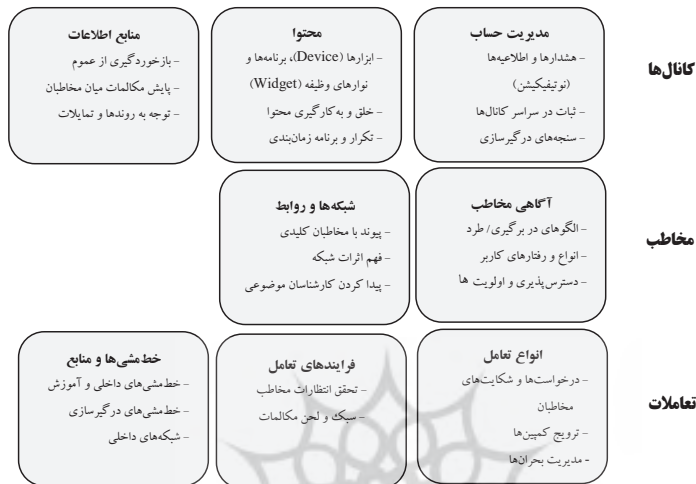 کانال‌ها
مدیریت حساب
- هشدارها و اطلاعیه‌ها
(نوتیفیکیشن)
- ثبات در سراسر کانال‌ها
- سنجه‌های درگیرسازی
محتوا
- ابزارها (Device)، برنامه‌ها و
نوارهای وظیفه (Widget)
- خلق و به کارگیری محتوا
- تکرار و برنامه زمان‌بندی
منابع اطلاعات
- بازخوردگیری از عموم
- پایش مکالمات میان مخاطبان
- توجه به روندها و تمایلات
مخاطب
آگاهی مخاطب
- الگوهای در برگیری/ طرد
- انواع و رفتارهای کاربر
- دسترس‌پذیری و اولویت ها
شبکه‌ها و روابط
- پیوند با مخاطبان کلیدی
- فهم اثرات شبکه
- پیدا کردن کارشناسان موضوعی
تعاملات
انواع تعامل
- درخواست‌ها و شکایت‌های
مخاطبان
- ترویج کمپین‌ها
- مدیریت بحران‌ها
فرایندهای تعامل
- تحقق انتظارات مخاطب
- سبک و لحن مکالمات
خط‌مشی‌ها و منابع
- خط‌مشی‌های داخلی و آموزش
- خط‌مشی‌های درگیرسازی
- شبکه‌های داخلی